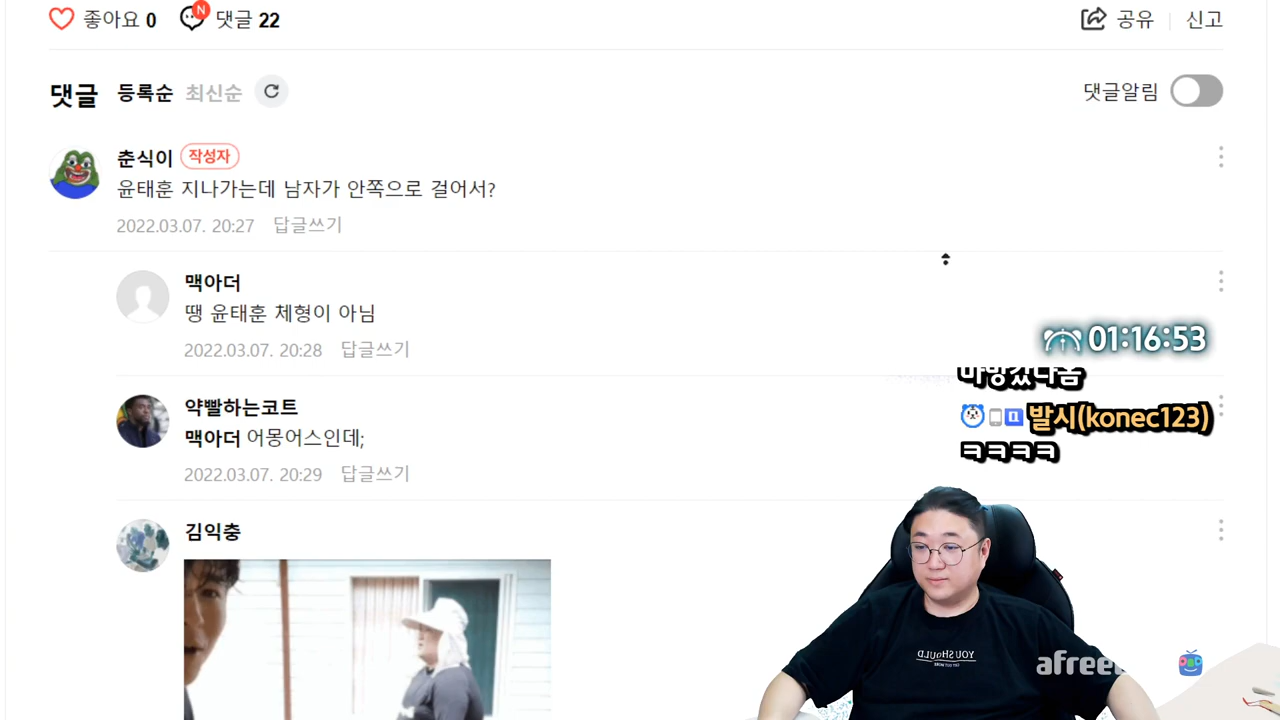 좋아요 0
N
댓글 22
공유
신고
댓글 등록순 최신순
댓글알림
춘식이 작성자
윤태훈 지나가는데 남자가 안쪽으로 걸어서?
2022.03.07. 20:27 답글쓰기
맥아더
땡 윤태훈 체형이 아님
2022.03.07. 20:28 답글쓰기
약빨하는코트
맥아더 어몽어스인데;
2022.03.07. 20:29 답글쓰기
김익충
01:16:53
발시(konec123)
ㅋㅋㅋㅋ
YOU SHOULD
afree